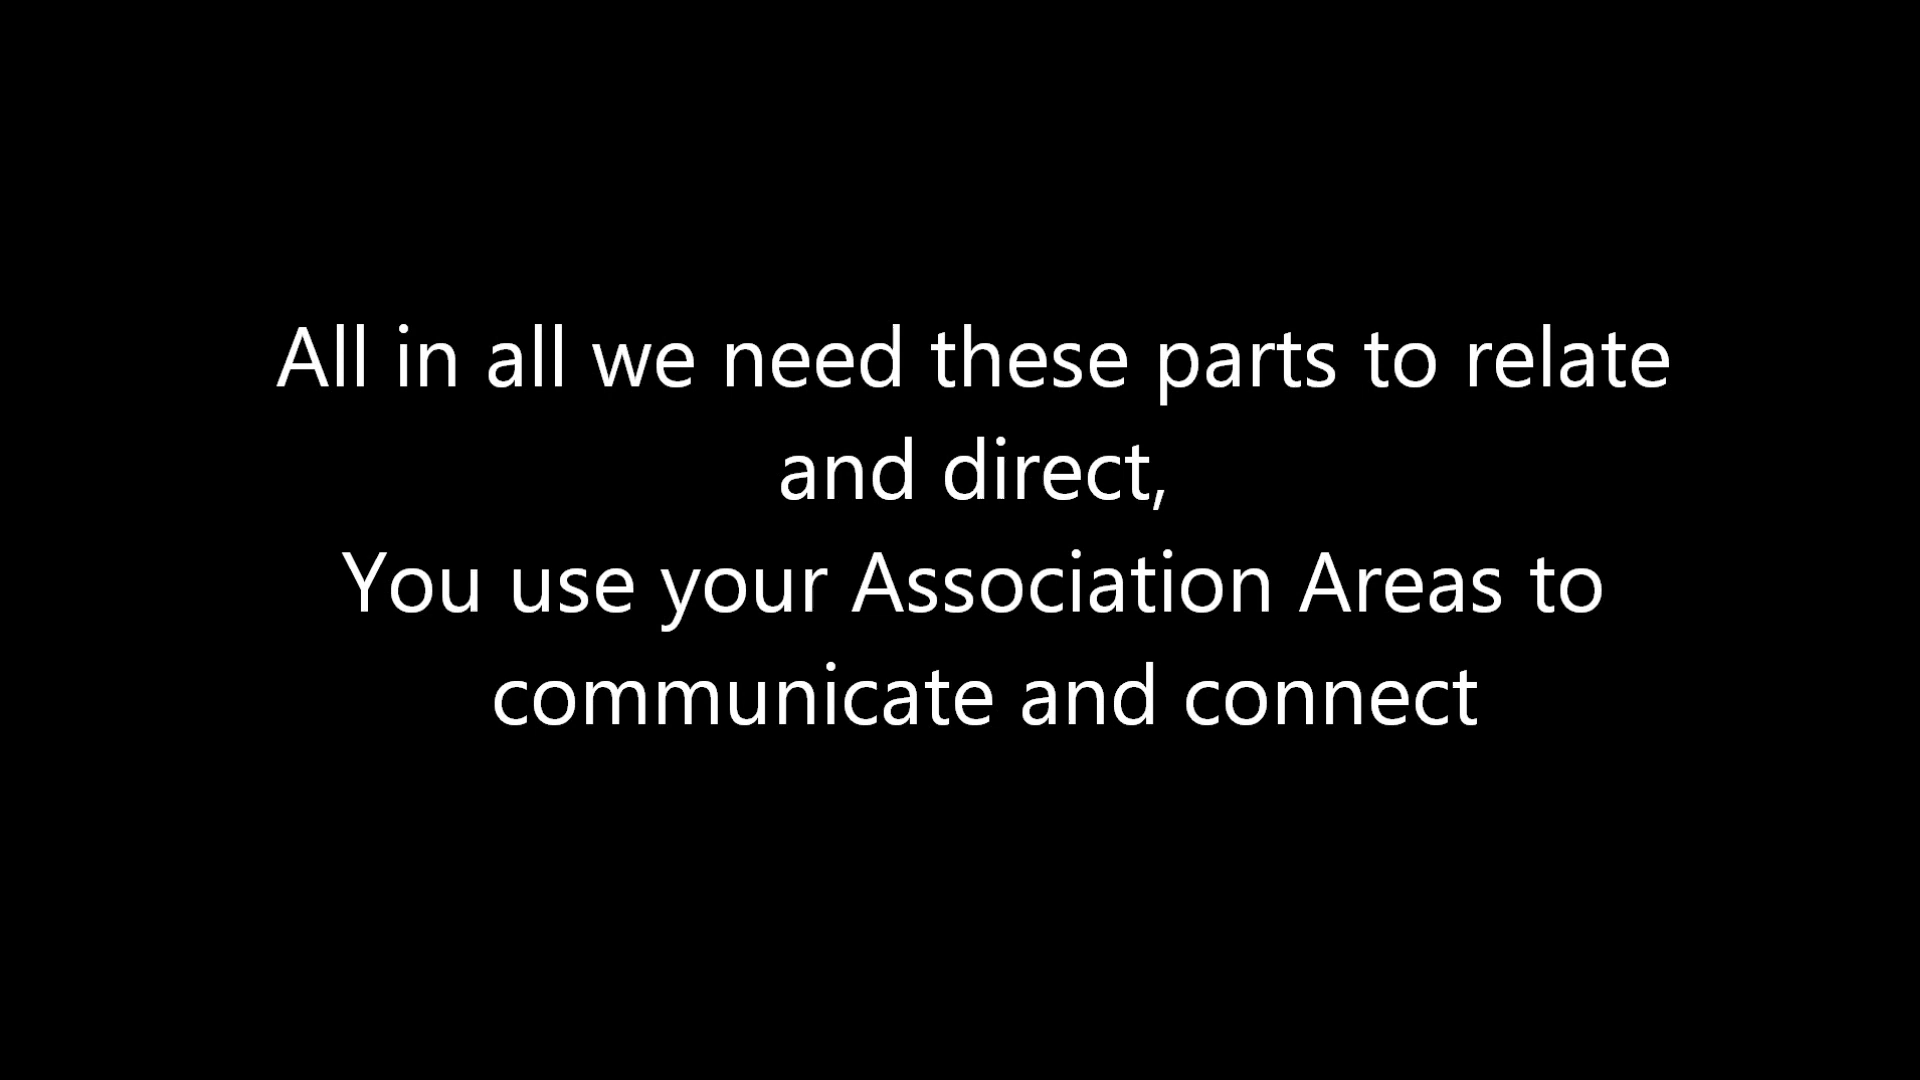 All in all we need these parts to relate
and direct,
You use your Association Areas to
communicate and connect